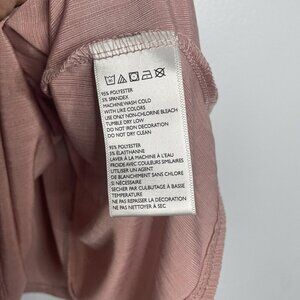 95% POLYESTER
5% SPANDEX
MACHINE WASH COLD
WITH LIKE COLORS
USE ONLY NON-CHLORINE BLEACH
TUMBLE DRY LOW
DO NOT IRON DECORATION
DO NOT DRY CLEAN
95% POLYESTER
5% ÉLASTHANNE
LAVER À LA MACHINE À L'EAU
FROIDE AVEC COULEURS SIMILAIRES
UTILISER UN AGENT
DE BLANCHIMENT SANS CHLORE
SI NÉCESSAIRE
SECHER PAR CULBUTAGE À BASSE
TEMPÉRATURE
NE PAS REPASSER LA DÉCORATION
NE PAS NETTOYER À SEC